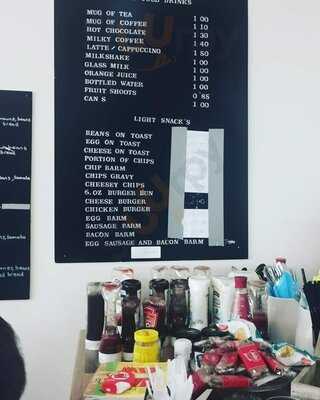 COLD DRINKS
MUG OF TEA 1 00
MUG OF COFFEE 1 10
HOT CHOCOLATE 1 30
MILKY COFFEE 1 40
LATTE / CAPPUCCINO 1 50
MILKSHAKE 1 00
GLASS MILK 1 00
ORANGE JUICE 1 00
BOTTLED WATER 1 00
FRUIT SHOOTS 0 85
CAN S 1 00
LIGHT SNACK'S
BEANS ON TOAST
EGG ON TOAST
CHEESE ON TOAST
PORTION OF CHIPS
CHIP BARM
CHIPS GRAVY
CHEESEY CHIPS
6.OZ BURGER BUN
CHEESE BURGER
CHICKEN BURGER
EGG BARM
SAUSAGE BARM
BACON BARM
EGG SAUSAGE AND BACON BARM